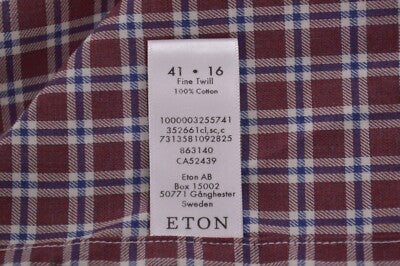 41 • 16
Fine Twill
100% Cotton
1000003255741
352661cl,sc,c
7313581092825
863140
CA52439
Eton AB
Box 15002
50771 Gånghester
Sweden
ETON